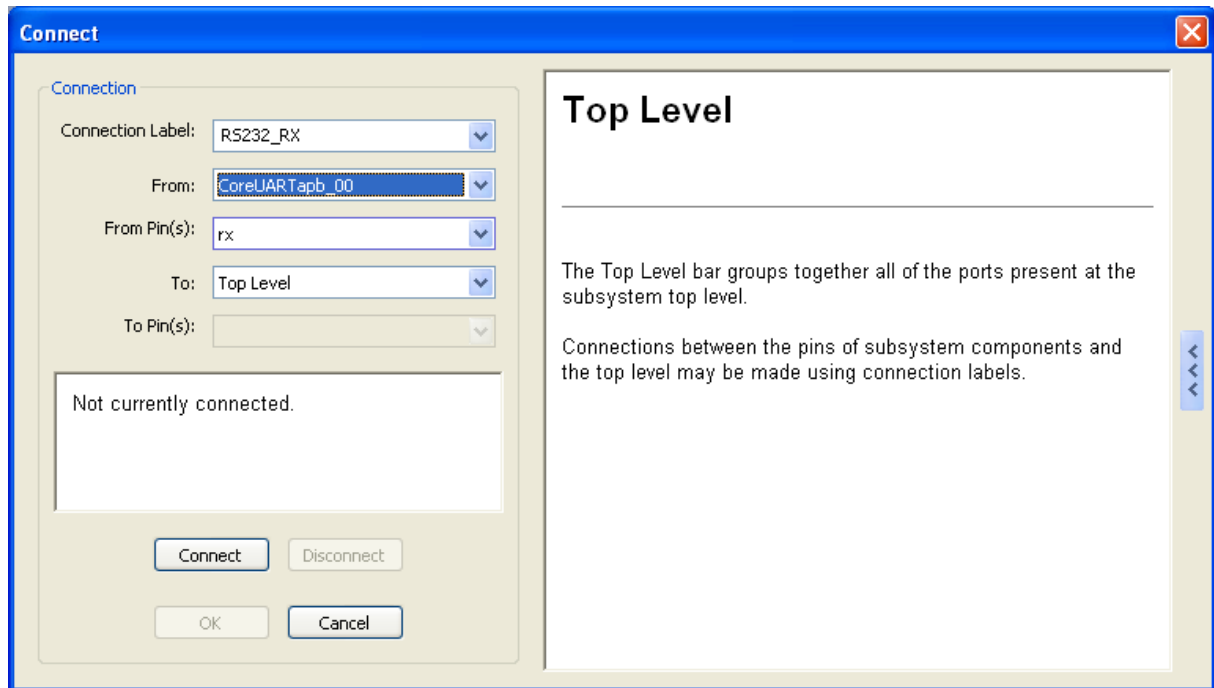 Connect
Connection
Connection Label: RS232_RX
From: CoreUARTapb_00
From Pin(s): rx
To: Top Level
To Pin(s):
Not currently connected.
Connect Disconnect
OK Cancel
Top Level
The Top Level bar groups together all of the ports present at the
subsystem top level.
Connections between the pins of subsystem components and
the top level may be made using connection labels.